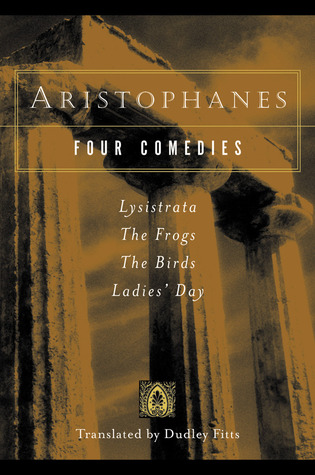 ARISTOPHANES
FOUR COMEDIES
Lysistrata
The Frogs
The Birds
Ladies' Day
Translated by Dudley Fitts